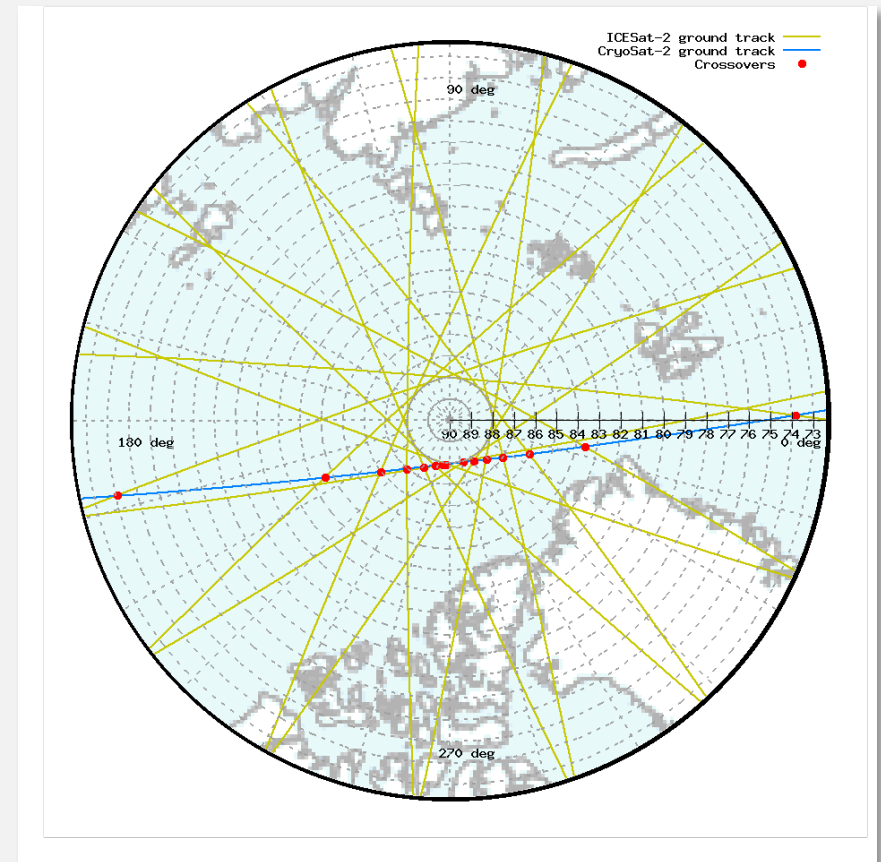 ICESat-2 ground track
CryoSat-2 ground track
Crossovers
90 deg
90 89 88 87 86 85 84 83 82 81 80 79 78 77 76 75 74 73
180 deg
0 deg
270 deg